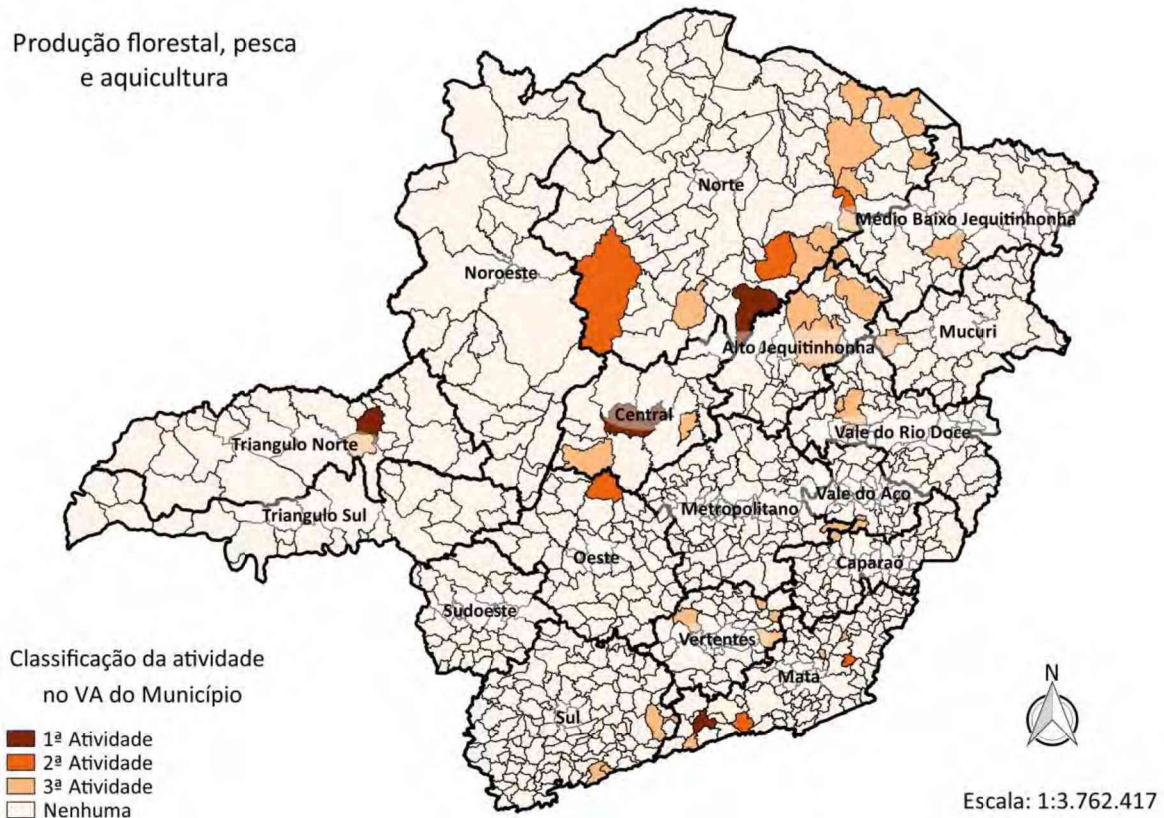 Produção florestal, pesca
e aquicultura
Norte
Médio Baixo Jequitinhonha
Noroeste
Mucuri
Alto Jequitinhonha
Central
Vale do Rio Doce
Triangulo Norte
Vale do Aço
Metropolitano
Triangulo Sul
Oeste
Caparaó
Sudoeste
Vertentes
Mata
Sul
Classificação da atividade
no VA do Município
1ª Atividade
2ª Atividade
3ª Atividade
Nenhuma
N
Escala: 1:3.762.417